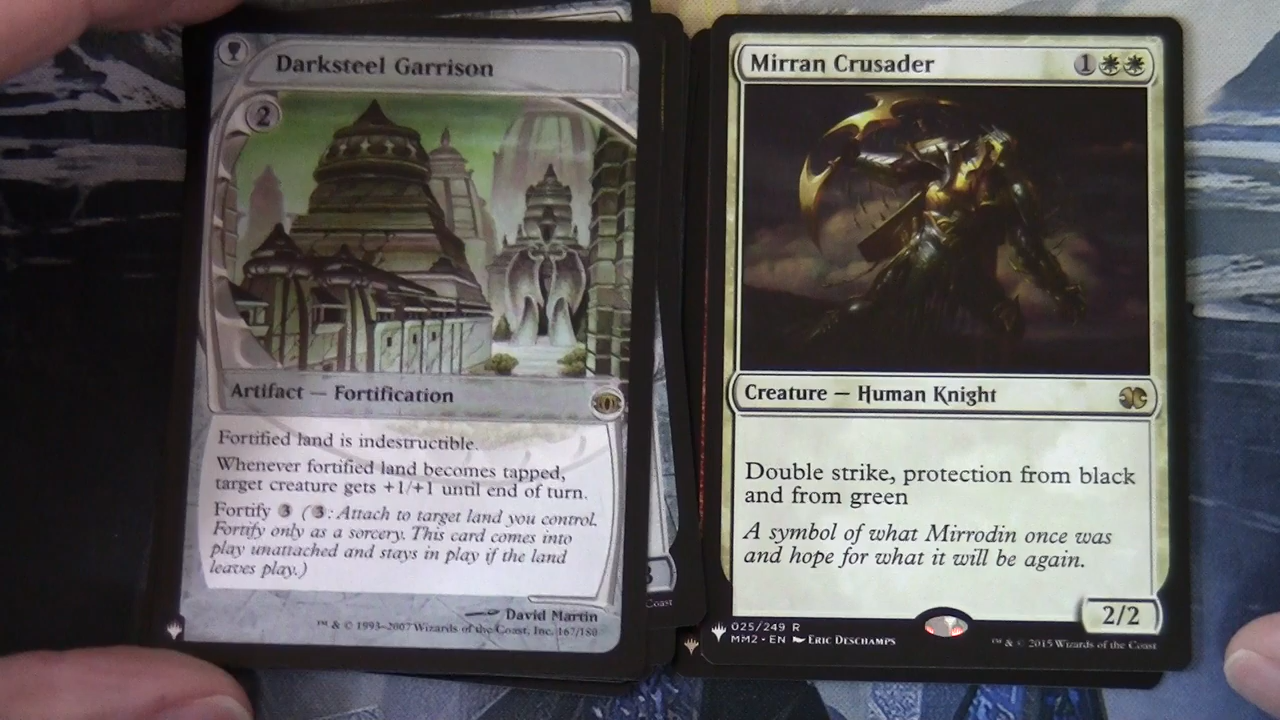 Darksteel Garrison
2
Artifact — Fortification
Fortified land is indestructible.
Whenever fortified land becomes tapped,
target creature gets +1/+1 until end of turn.
Fortify 3 (3: Attach to target land you control.
Fortify only as a sorcery. This card comes into
play unattached and stays in play if the land
leaves play.)
David Martin
™ & © 1993–2007 Wizards of the Coast, Inc. 167/180
Coast
Mirran Crusader
1
Creature — Human Knight
Double strike, protection from black
and from green
A symbol of what Mirrodin once was
and hope for what it will be again.
2/2
025/249 R
MM2 - EN Eric Deschamps
™ & © 2015 Wizards of the Coast